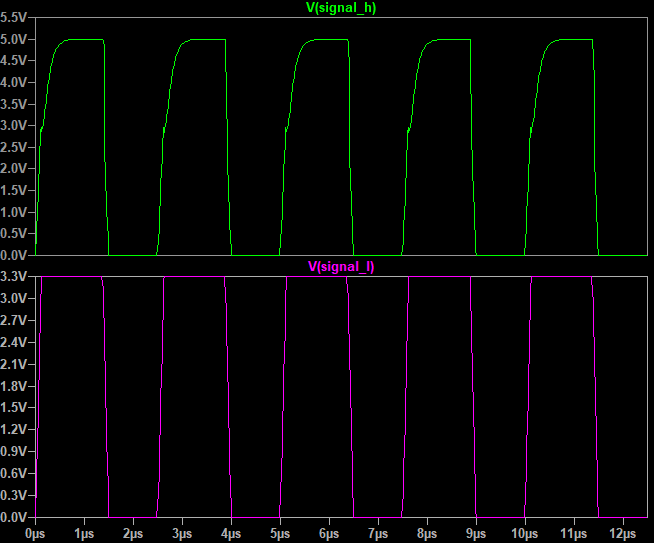 V(signal_h)
5.5V
5.0V
4.5V
4.0V
3.5V
3.0V
2.5V
2.0V
1.5V
1.0V
0.5V
0.0V
V(signal_l)
3.3V
3.0V
2.7V
2.4V
2.1V
1.8V
1.5V
1.2V
0.9V
0.6V
0.3V
0.0V
0µs 1µs 2µs 3µs 4µs 5µs 6µs 7µs 8µs 9µs 10µs 11µs 12µs